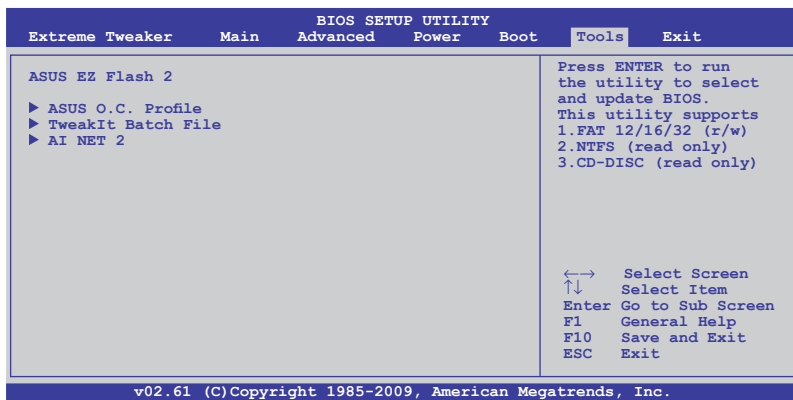 BIOS SETUP UTILITY
Extreme Tweaker Main Advanced Power Boot Tools Exit
ASUS EZ Flash 2
▶ ASUS O.C. Profile
▶ TweakIt Batch File
▶ AI NET 2
Press ENTER to run
the utility to select
and update BIOS.
This utility supports
1.FAT 12/16/32 (r/w)
2.NTFS (read only)
3.CD-DISC (read only)
←→ Select Screen
↑↓ Select Item
Enter Go to Sub Screen
F1 General Help
F10 Save and Exit
ESC Exit
v02.61 (C)Copyright 1985-2009, American Megatrends, Inc.